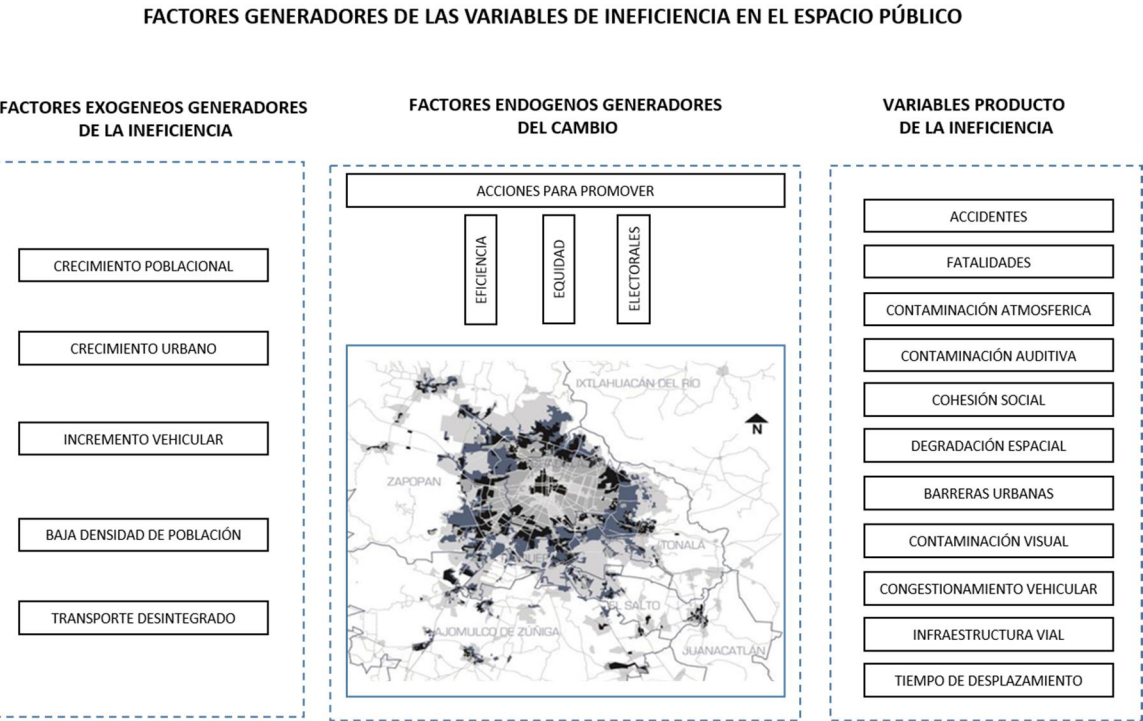 FACTORES GENERADORES DE LAS VARIABLES DE INEFICIENCIA EN EL ESPACIO PÚBLICO
FACTORES EXOGENEOS GENERADORES
DE LA INEFICIENCIA
CRECIMIENTO POBLACIONAL
CRECIMIENTO URBANO
INCREMENTO VEHICULAR
BAJA DENSIDAD DE POBLACIÓN
TRANSPORTE DESINTEGRADO
FACTORES ENDOGENOS GENERADORES
DEL CAMBIO
ACCIONES PARA PROMOVER
EFICIENCIA
EQUIDAD
ELECTORALES
IXTLAHUACÁN DEL RÍO
N
ZAPOPAN
TONALÁ
EL SALTO
DE ZÚÑIGA
JUANACATLÁN
VARIABLES PRODUCTO
DE LA INEFICIENCIA
ACCIDENTES
FATALIDADES
CONTAMINACIÓN ATMOSFERICA
CONTAMINACIÓN AUDITIVA
COHESIÓN SOCIAL
DEGRADACIÓN ESPACIAL
BARRERAS URBANAS
CONTAMINACIÓN VISUAL
CONGESTIONAMIENTO VEHICULAR
INFRAESTRUCTURA VIAL
TIEMPO DE DESPLAZAMIENTO